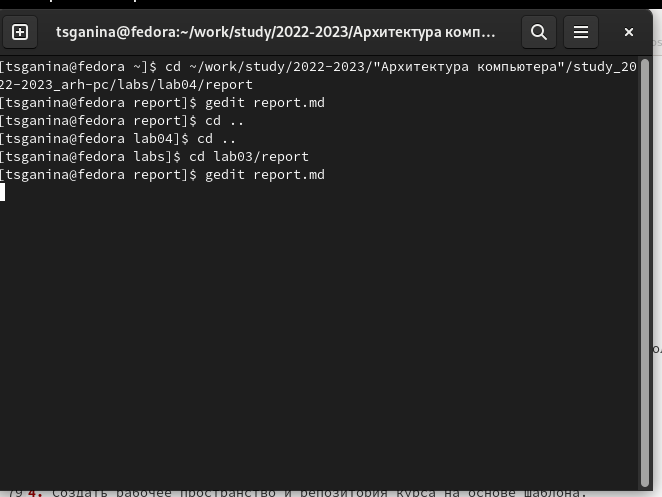 tsganina@fedora:~/work/study/2022-2023/Архитектура комп...
[tsganina@fedora ~]$ cd ~/work/study/2022-2023/"Архитектура компьютера"/study_20
22-2023_arh-pc/labs/lab04/report
[tsganina@fedora report]$ gedit report.md
[tsganina@fedora report]$ cd ..
[tsganina@fedora lab04]$ cd ..
[tsganina@fedora labs]$ cd lab03/report
[tsganina@fedora report]$ gedit report.md
79 4. Создать рабочее пространство и репозиторий курса на основе шаблона.